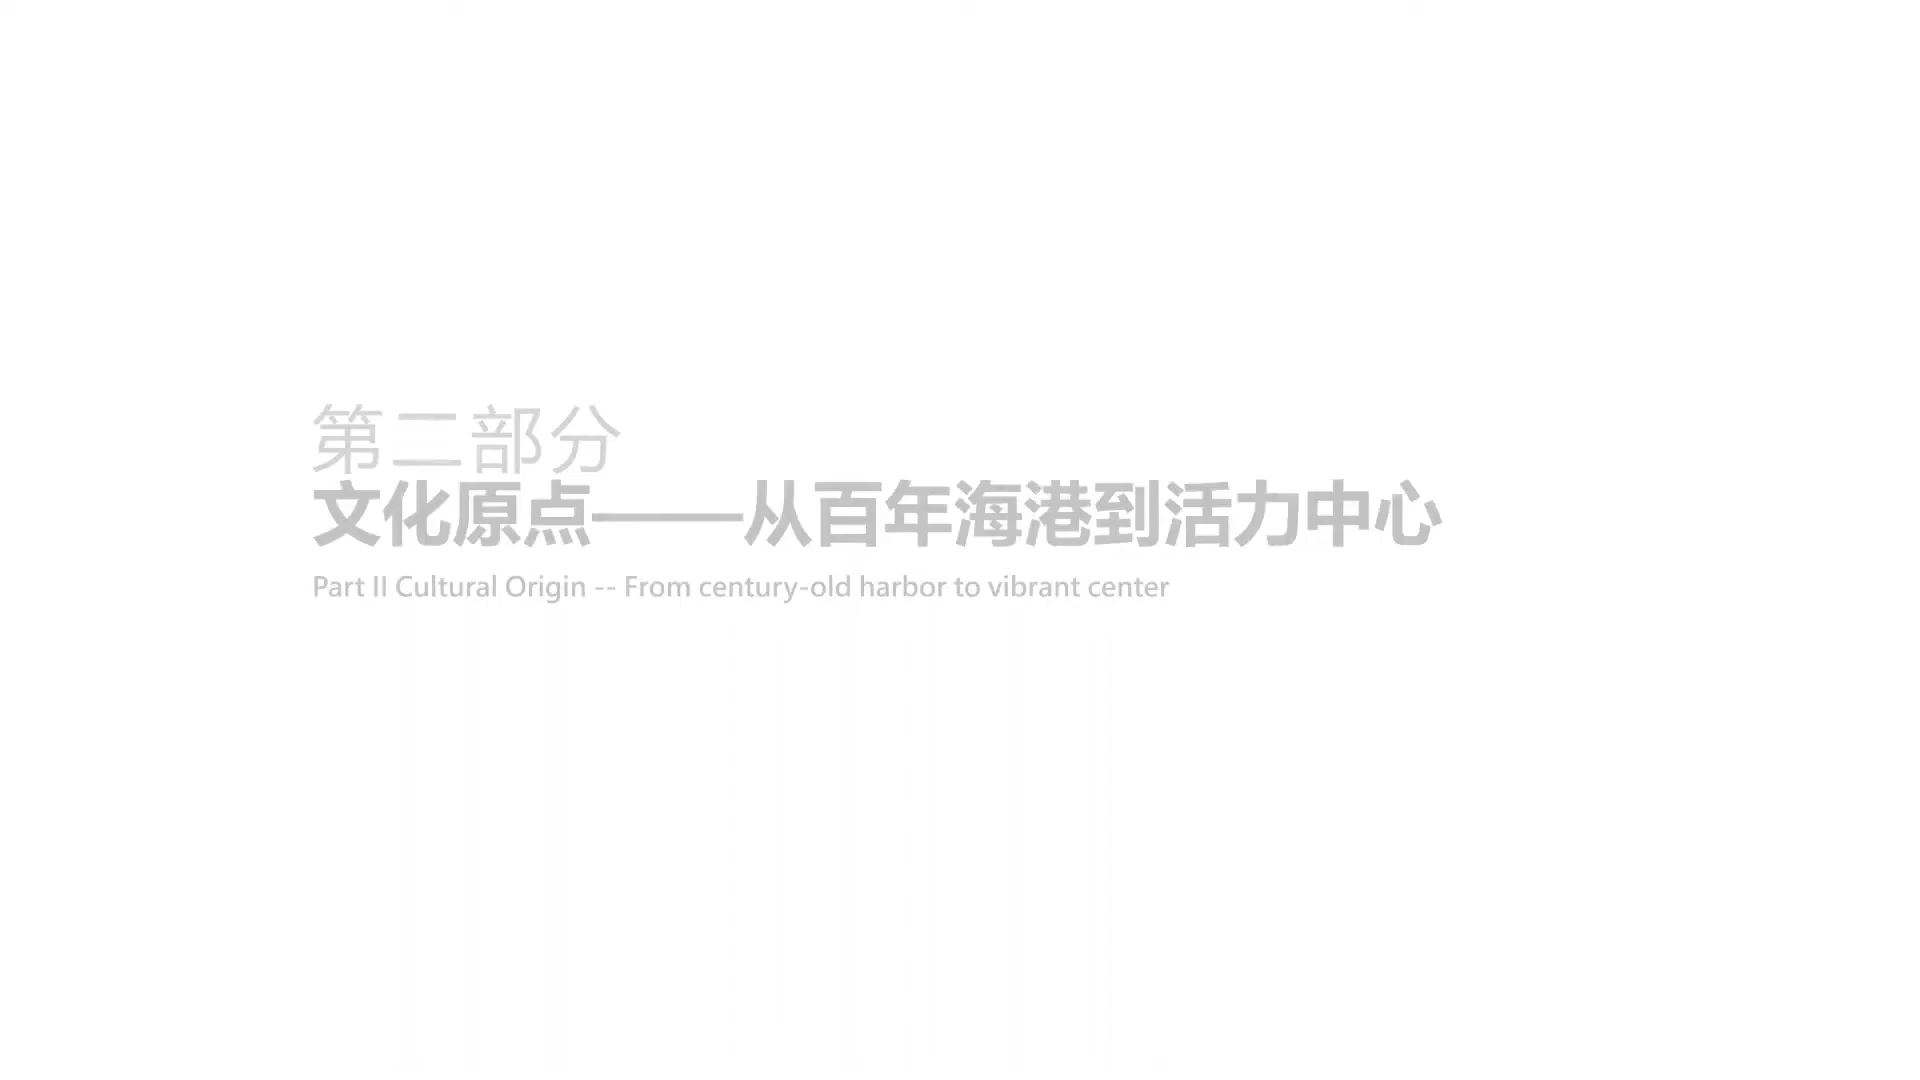 第二部分
文化原点——从百年海港到活力中心
Part II Cultural Origin -- From century-old harbor to vibrant center